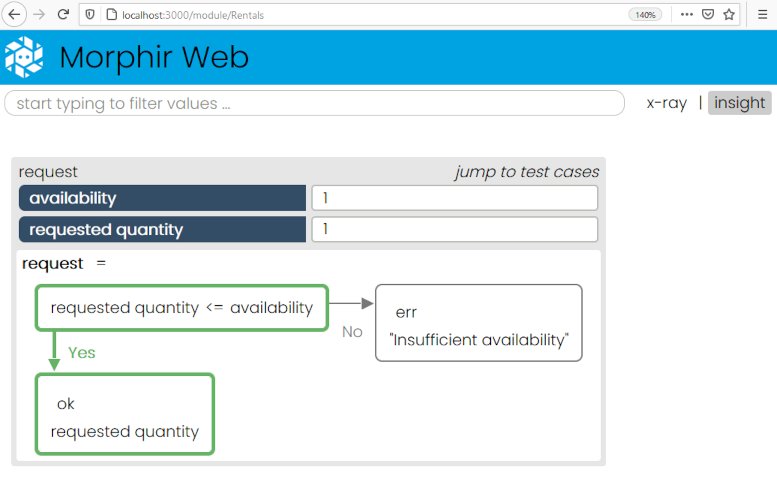 localhost:3000/module/Rentals
140%
Morphir Web
start typing to filter values ...
x-ray | insight
request
jump to test cases
availability
1
requested quantity
1
request =
requested quantity <= availability
No
err
"Insufficient availability"
Yes
ok
requested quantity